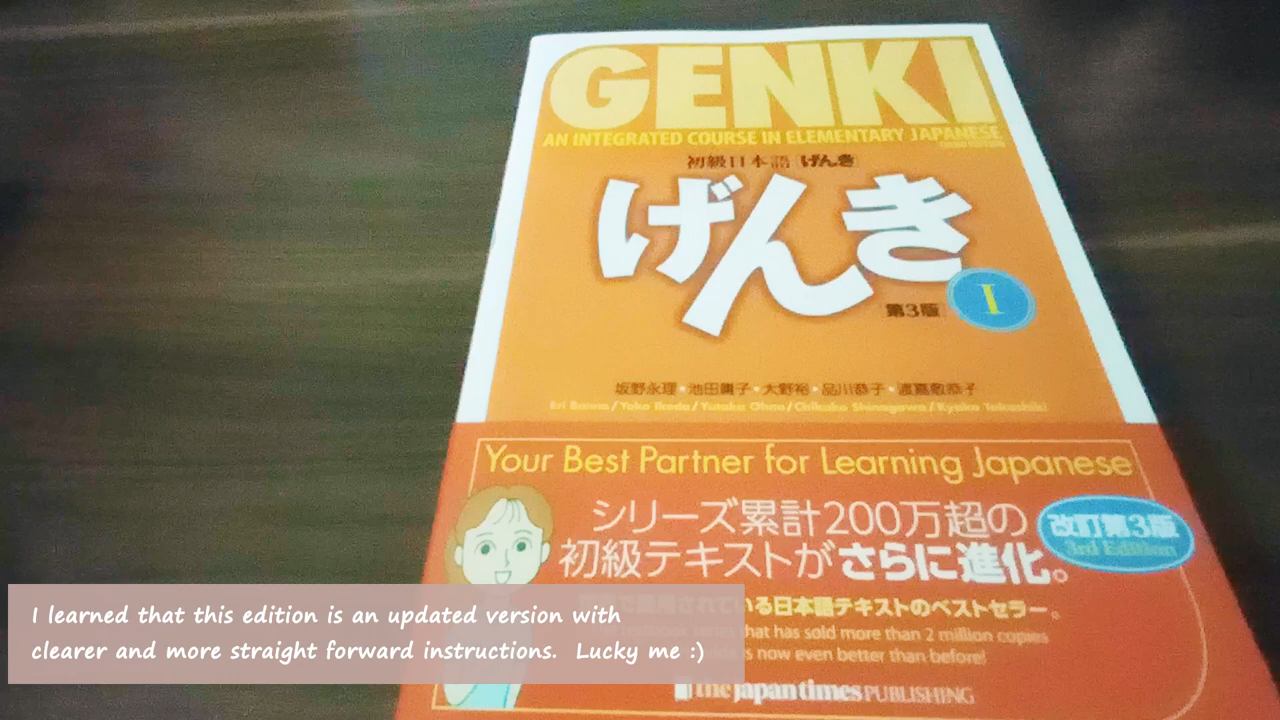 GENKI
AN INTEGRATED COURSE IN ELEMENTARY JAPANESE
THIRD EDITION
初級日本語 げんき
げんき
I
第3版
坂野永理・池田庸子・大野裕・品川恭子・渡嘉敷恭子
Eri Banno/Yoko Ikeda/Yutaka Ohno/Chikako Shinagawa/Kyoko Tokashiki
Your Best Partner for Learning Japanese
シリーズ累計200万超の
初級テキストがさらに進化。
改訂第3版
3rd Edition
されている日本語テキストのベストセラー。
that has sold more than 2 million copies
is now even better than before!
the japan times PUBLISHING
I learned that this edition is an updated version with
clearer and more straight forward instructions. Lucky me :)